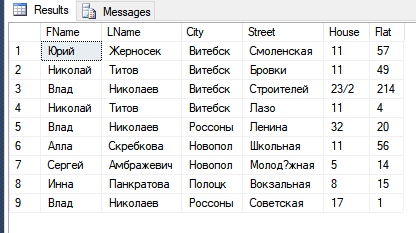 Results Messages
FName LName City Street House Flat
1 Юрий Жерносек Витебск Смоленская 11 57
2 Николай Титов Витебск Бровки 11 49
3 Влад Николаев Витебск Строителей 23/2 214
4 Николай Титов Витебск Лазо 11 4
5 Влад Николаев Россоны Ленина 32 20
6 Алла Скребкова Новопол Школьная 11 56
7 Сергей Амбражевич Новопол Молод?жная 5 14
8 Инна Панкратова Полоцк Вокзальная 8 15
9 Влад Николаев Россоны Советская 17 1